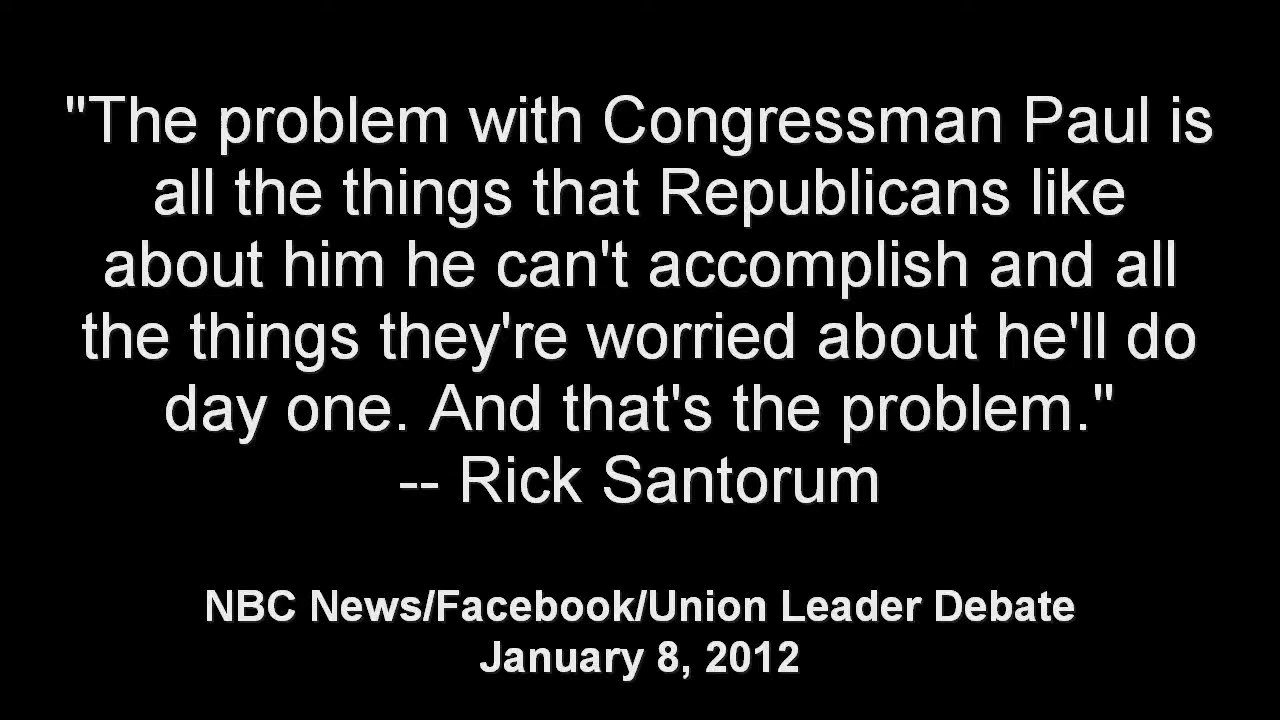 "The problem with Congressman Paul is
all the things that Republicans like
about him he can't accomplish and all
the things they're worried about he'll do
day one. And that's the problem."
-- Rick Santorum
NBC News/Facebook/Union Leader Debate
January 8, 2012